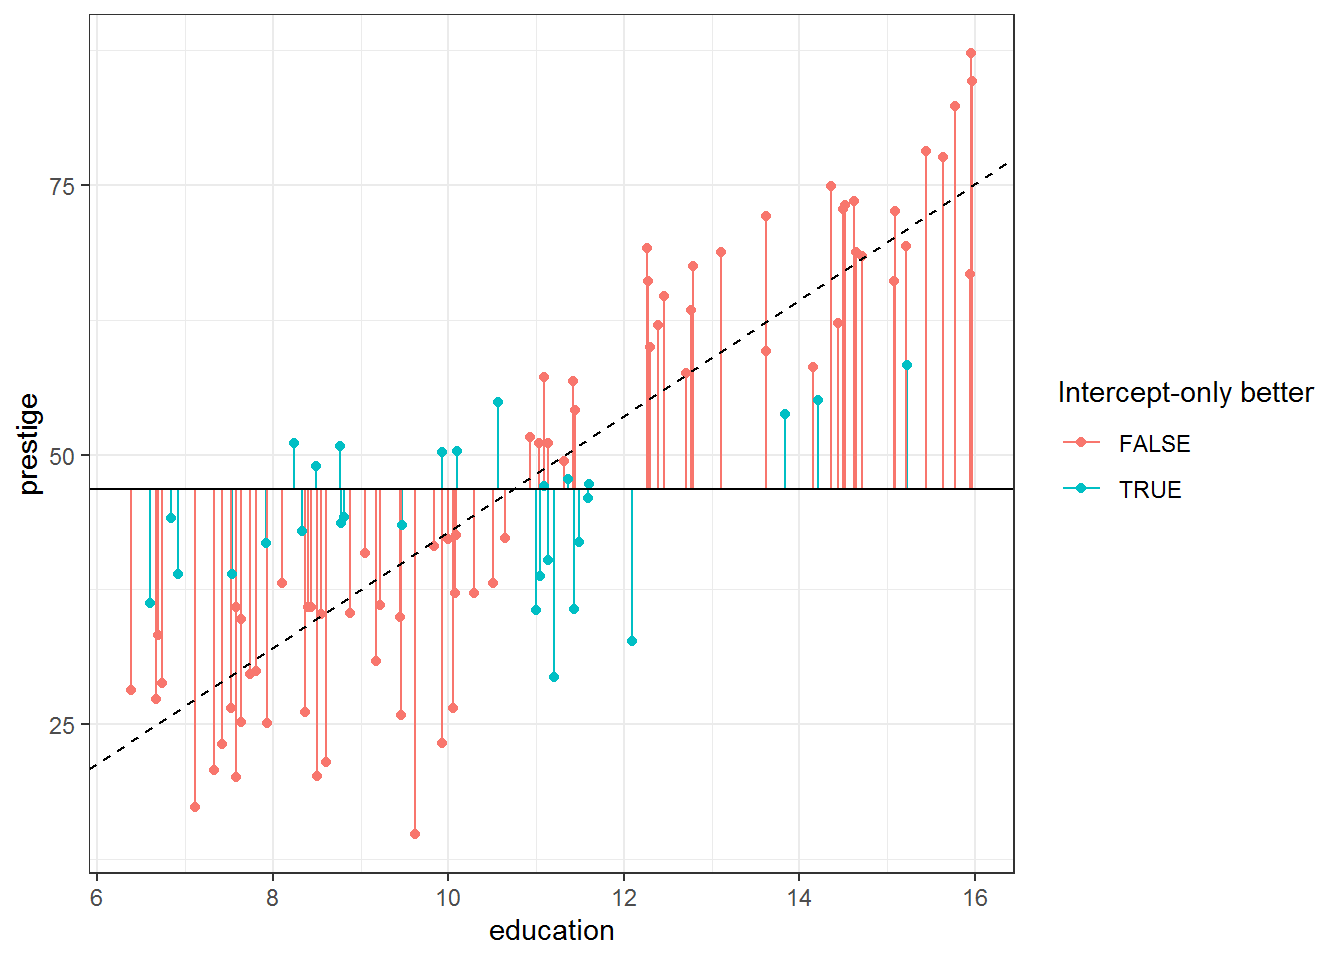 75
50
25
6 8 10 12 14 16
education
prestige
Intercept-only better
FALSE
TRUE